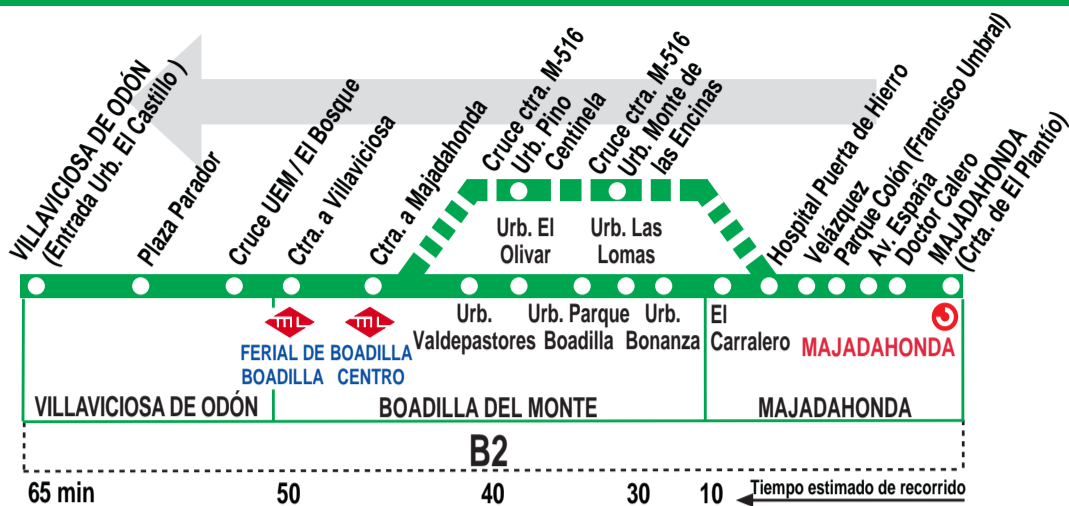 VILLAVICIOSA DE ODÓN
(Entrada Urb. El Castillo )
Plaza Parador
Cruce UEM / El Bosque
Ctra. a Villaviciosa
Ctra. a Majadahonda
Cruce ctra. M-516
Urb. Pino
Centinela
Cruce ctra. M-516
Urb. Monte de
las Encinas
Hospital Puerta de Hierro
Velázquez
Parque Colón (Francisco Umbral)
Av. España
Doctor Calero
MAJADAHONDA
(Crta. de El Plantío)
Urb. El
Olivar
Urb. Las
Lomas
Urb.
Valdepastores
Urb. Parque
Boadilla
Urb.
Bonanza
El
Carralero
ML
FERIAL DE
BOADILLA
ML
BOADILLA
CENTRO
MAJADAHONDA
VILLAVICIOSA DE ODÓN
BOADILLA DEL MONTE
MAJADAHONDA
B2
65 min
50
40
30
10
Tiempo estimado de recorrido